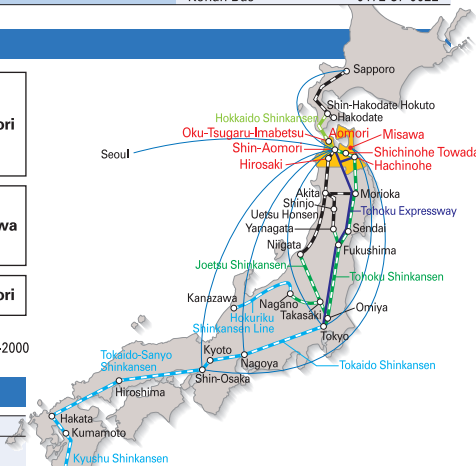 Sapporo
Shin-Hakodate Hokuto
Hakodate
Hokkaido Shinkansen
Oku-Tsugaru-Imabetsu
Aomori
Misawa
Shin-Aomori
Shichinohe Towada
Hirosaki
Hachinohe
Seoul
Akita
Morioka
Shinjo
Uetsu Honsen
Tohoku Expressway
Yamagata
Sendai
Niigata
Fukushima
Joetsu Shinkansen
Tohoku Shinkansen
Kanazawa
Nagano
Omiya
Hokuriku
Shinkansen Line
Takasaki
Tokyo
Kyoto
Tokaido-Sanyo
Shinkansen
Nagoya
Tokaido Shinkansen
Shin-Osaka
Hiroshima
Hakata
Kumamoto
Kyushu Shinkansen
ori
wa
ori
-2000